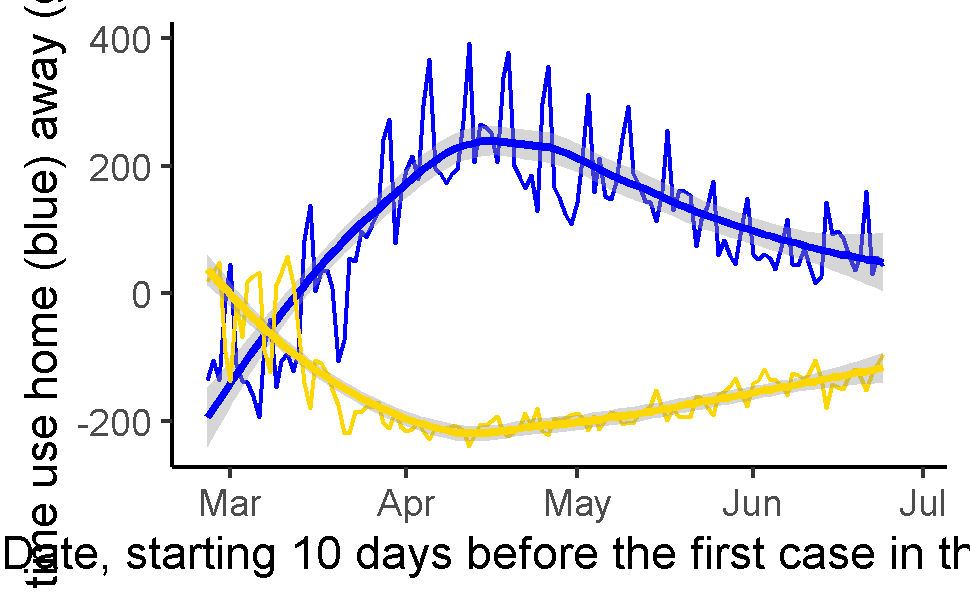 time use home (blue) away (
400
200
0
-200
Mar Apr May Jun Jul
Date, starting 10 days before the first case in th